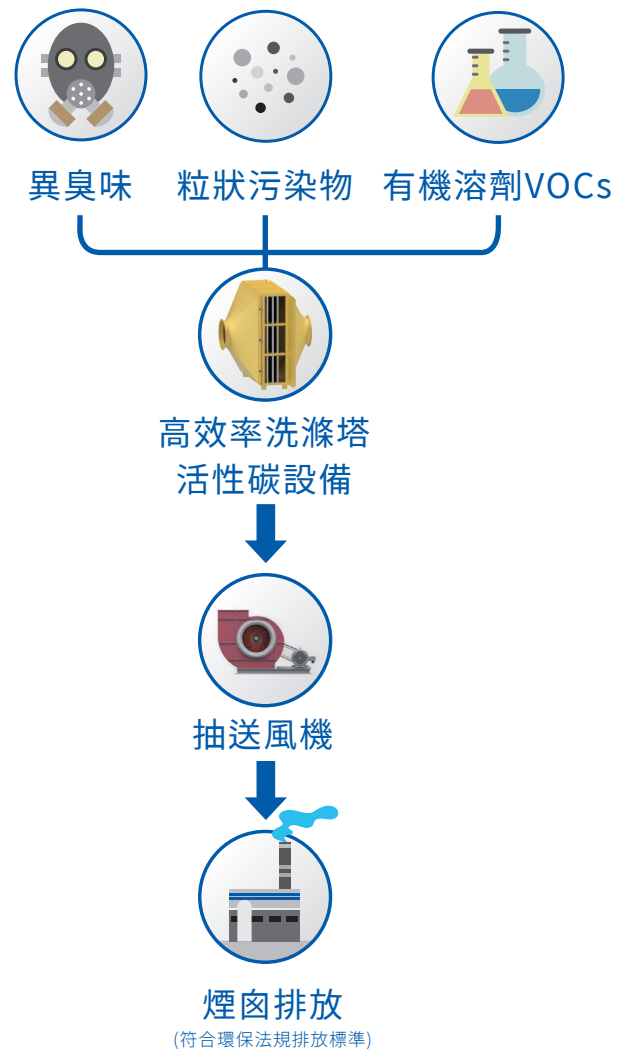 異臭味
粒狀污染物
有機溶劑VOCs
高效率洗滌塔
活性碳設備
抽送風機
煙囪排放
(符合環保法規排放標準)